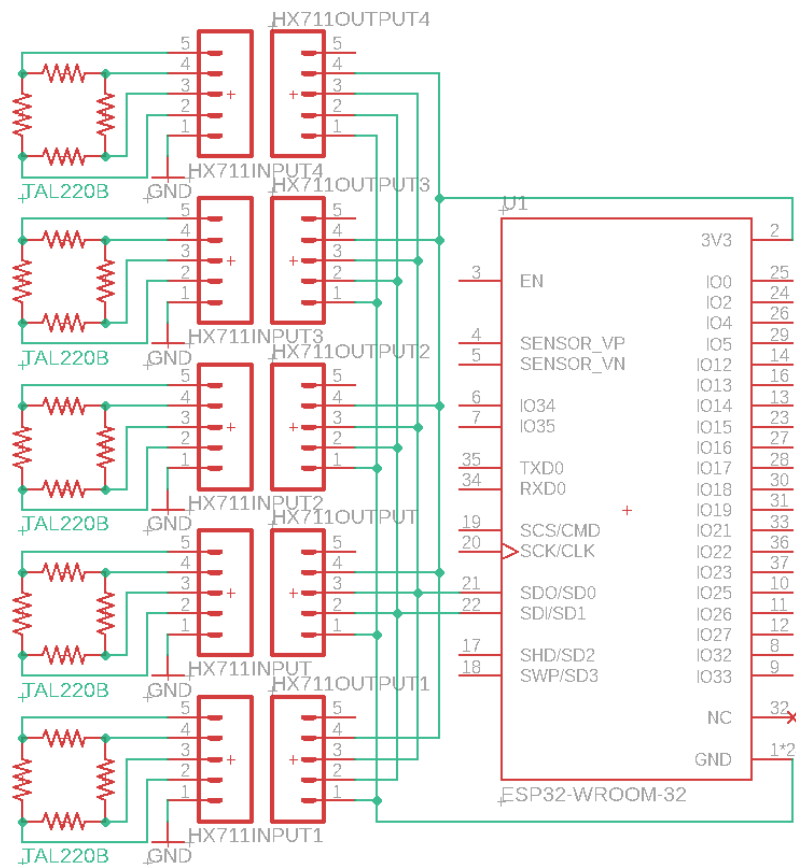 HX711OUTPUT4
5
4
3
2
1
5
4
3
2
1
HX711INPUT4
TAL220B
GND
HX711OUTPUT3
5
4
3
2
1
5
4
3
2
1
HX711INPUT3
TAL220B
GND
HX711OUTPUT2
5
4
3
2
1
5
4
3
2
1
HX711INPUT2
TAL220B
GND
HX711OUTPUT
5
4
3
2
1
5
4
3
2
1
HX711INPUT
TAL220B
GND
HX711OUTPUT1
5
4
3
2
1
5
4
3
2
1
HX711INPUT1
TAL220B
GND
U1
3V3 2
3 EN
IO0 25
IO2 24
IO4 26
4 SENSOR_VP
IO5 29
5 SENSOR_VN
IO12 14
IO13 16
6 IO34
IO14 13
7 IO35
IO15 23
IO16 27
35 TXD0
IO17 28
34 RXD0
IO18 30
IO19 31
19 SCS/CMD
IO21 33
20 SCK/CLK
IO22 36
IO23 37
21 SDO/SD0
IO25 10
22 SDI/SD1
IO26 11
IO27 12
17 SHD/SD2
IO32 8
18 SWP/SD3
IO33 9
NC 32
GND 1*2
ESP32-WROOM-32